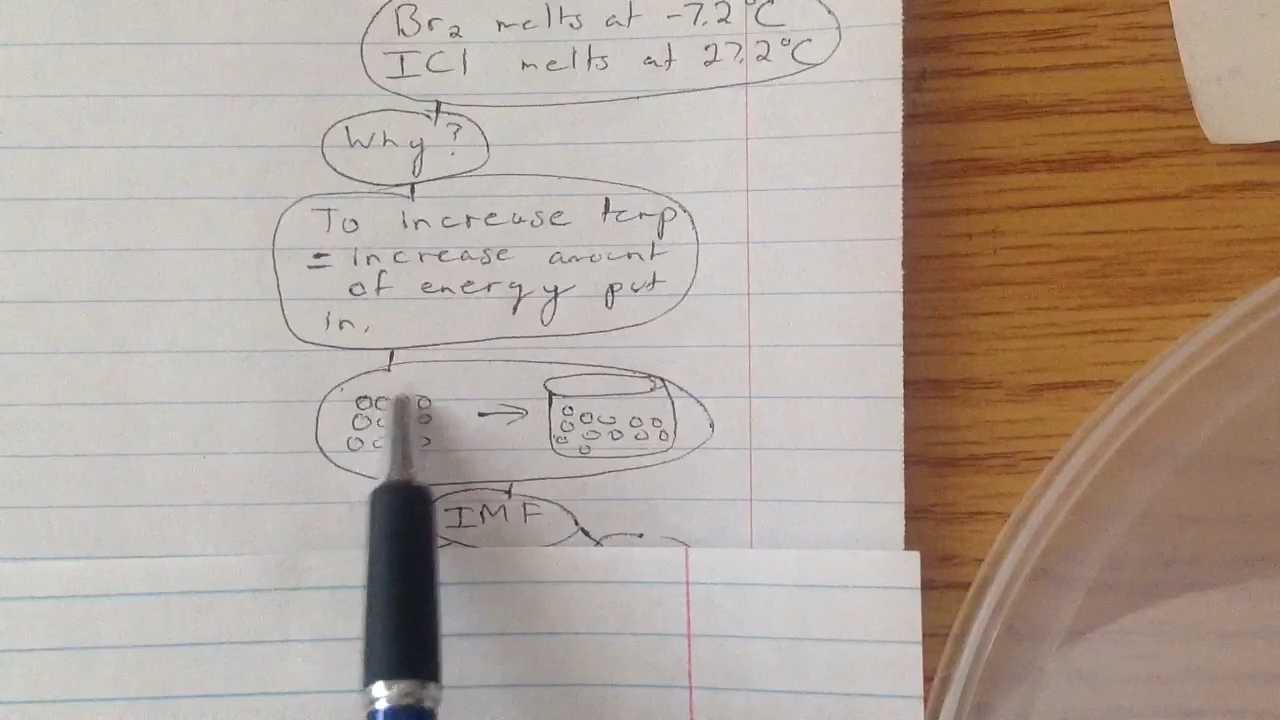 Br₂ melts at -7.2°C
ICl melts at 27.2°C
Why?
To increase temp
= increase amount
of energy put
in.
IMF